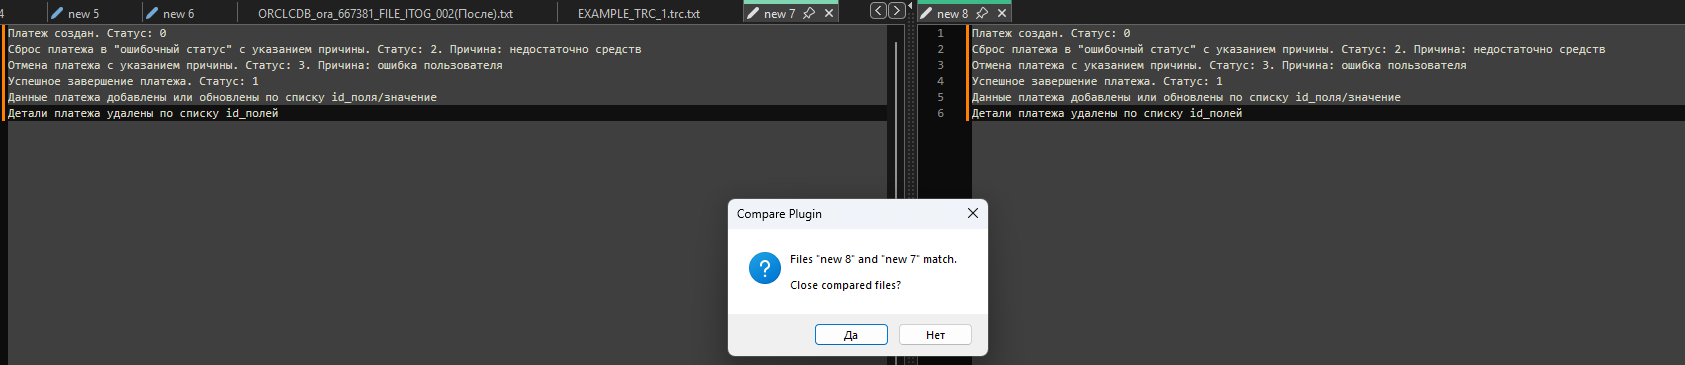 4
new 5
new 6
ORCLCDB_ora_667381_FILE_ITOG_002(После).txt
EXAMPLE_TRC_1.trc.txt
new 7
new 8
Платеж создан. Статус: 0
Сброс платежа в "ошибочный статус" с указанием причины. Статус: 2. Причина: недостаточно средств
Отмена платежа с указанием причины. Статус: 3. Причина: ошибка пользователя
Успешное завершение платежа. Статус: 1
Данные платежа добавлены или обновлены по списку id_поля/значение
Детали платежа удалены по списку id_полей
1 Платеж создан. Статус: 0
2 Сброс платежа в "ошибочный статус" с указанием причины. Статус: 2. Причина: недостаточно средств
3 Отмена платежа с указанием причины. Статус: 3. Причина: ошибка пользователя
4 Успешное завершение платежа. Статус: 1
5 Данные платежа добавлены или обновлены по списку id_поля/значение
6 Детали платежа удалены по списку id_полей
Compare Plugin
Files "new 8" and "new 7" match.
Close compared files?
Да
Нет